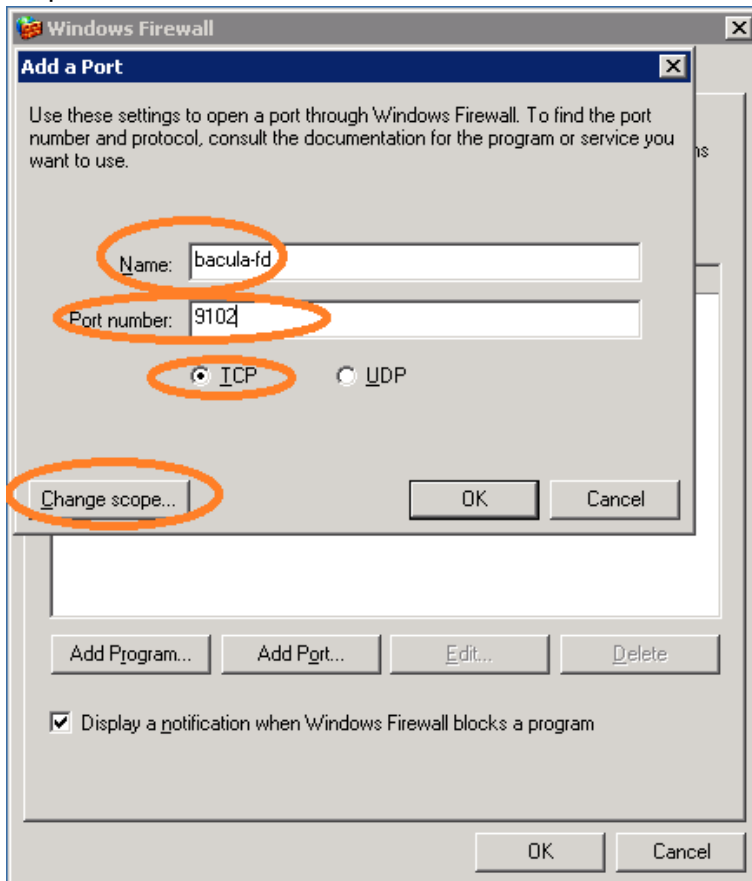 Windows Firewall
Add a Port
Use these settings to open a port through Windows Firewall. To find the port
number and protocol, consult the documentation for the program or service you
want to use.
Name: bacula-fd
Port number: 9102
TCP UDP
Change scope... OK Cancel
Add Program... Add Port... Edit... Delete
Display a notification when Windows Firewall blocks a program
OK Cancel